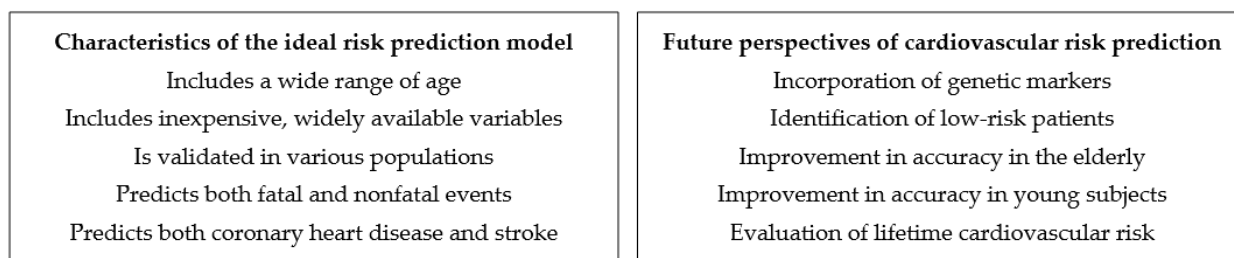 Characteristics of the ideal risk prediction model
Includes a wide range of age
Includes inexpensive, widely available variables
Is validated in various populations
Predicts both fatal and nonfatal events
Predicts both coronary heart disease and stroke
Future perspectives of cardiovascular risk prediction
Incorporation of genetic markers
Identification of low-risk patients
Improvement in accuracy in the elderly
Improvement in accuracy in young subjects
Evaluation of lifetime cardiovascular risk